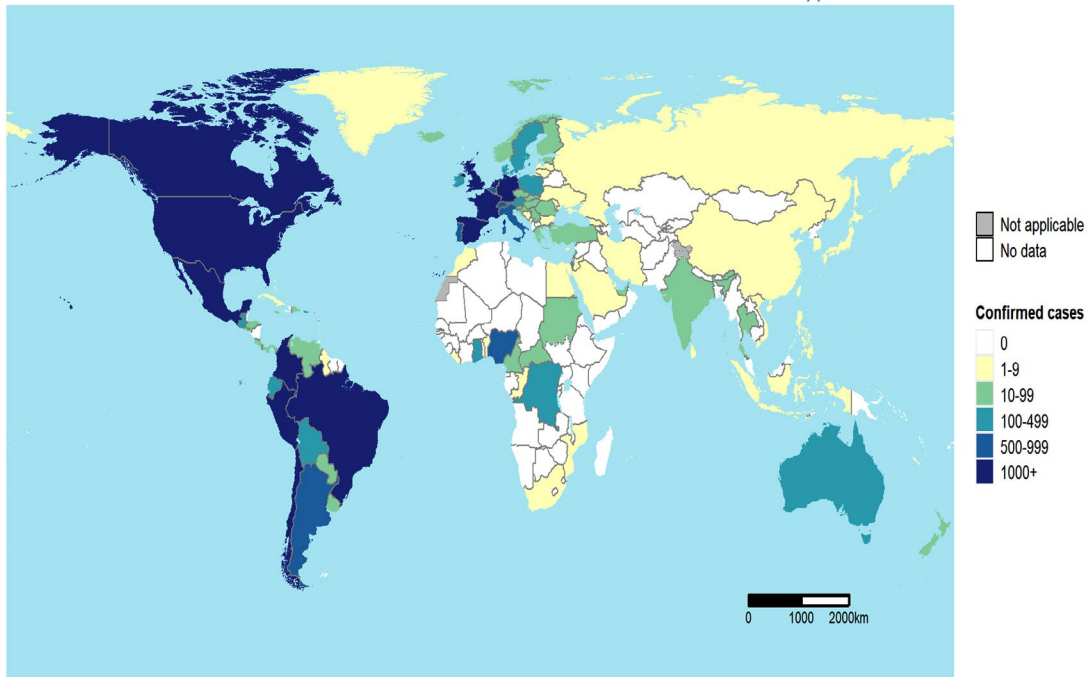 Not applicable
No data
Confirmed cases
0
1-9
10-99
100-499
500-999
1000+
0 1000 2000km